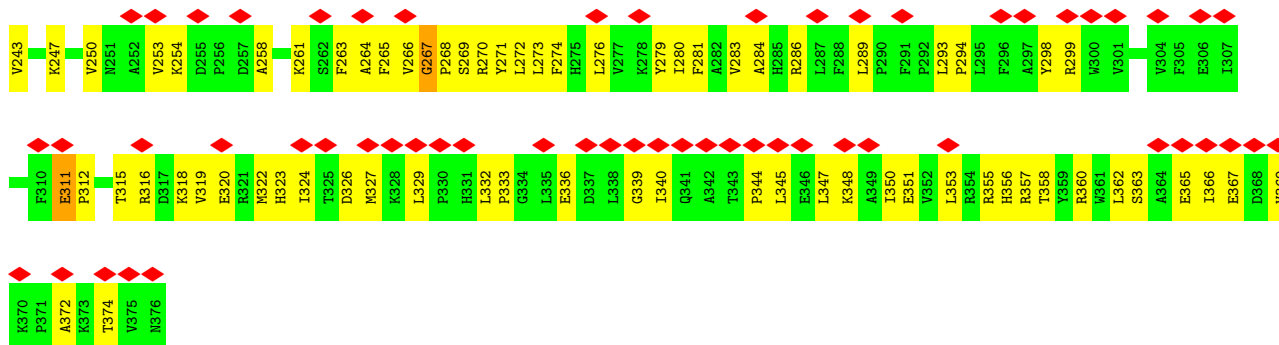 V243 K247 V250 N251 A252 V253 K254 D255 P256 D257 A258 K261 S262 F263 A264 F265 V266 G267 P268 S269 R270 Y271 L272 L273 F274 H275 L276 V277 K278 Y279 I280 F281 A282 V283 A284 H285 R286 L287 F288 L289 P290 F291 P292 L293 P294 L295 F296 A297 Y298 R299 W300 V301 V304 F305 E306 I307
F310 E311 P312 T315 R316 D317 K318 V319 E320 R321 M322 H323 I324 T325 D326 M327 K328 L329 P330 H331 L332 P333 G334 L335 E336 D337 L338 G339 I340 Q341 A342 T343 P344 L345 E346 L347 K348 A349 I350 E351 V352 L353 R354 R355 H356 R357 T358 Y359 R360 W361 L362 S363 A364 E365 I366 E367 D368
K370 P371 A372 K373 T374 V375 N376